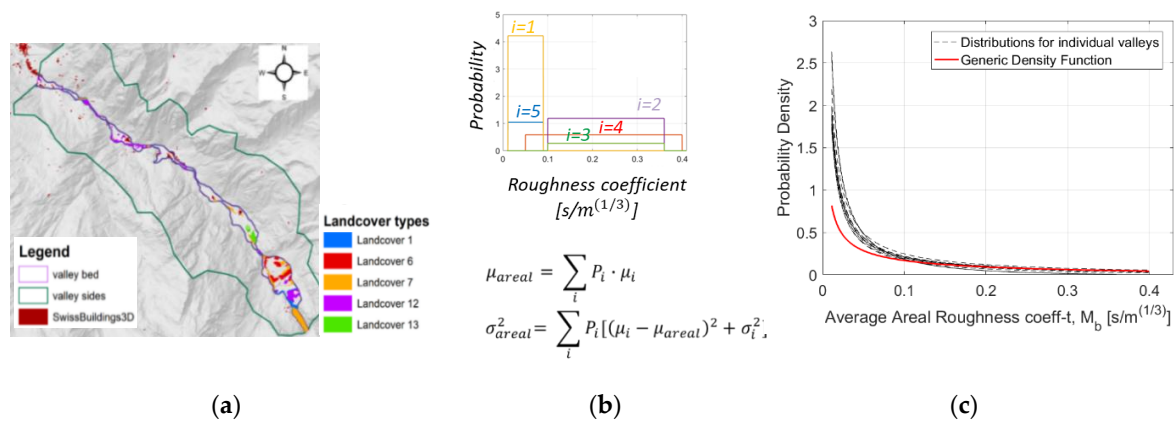 N
W
E
S
Legend
valley bed
valley sides
SwissBuildings3D
Landcover types
Landcover 1
Landcover 6
Landcover 7
Landcover 12
Landcover 13
(a)
Probability
5
4
3
2
1
0
i=1
i=5
i=2
i=3
i=4
0 0.1 0.2 0.3 0.4
Roughness coefficient
[s/m^(1/3)]
μ_areal = ∑_i P_i · μ_i
σ²_areal = ∑_i P_i[(μ_i − μ_areal)² + σ_i²]
(b)
Probability Density
3
2.5
2
1.5
1
0.5
0
Distributions for individual valleys
Generic Density Function
0 0.1 0.2 0.3 0.4
Average Areal Roughness coeff-t, M_b [s/m^(1/3)]
(c)